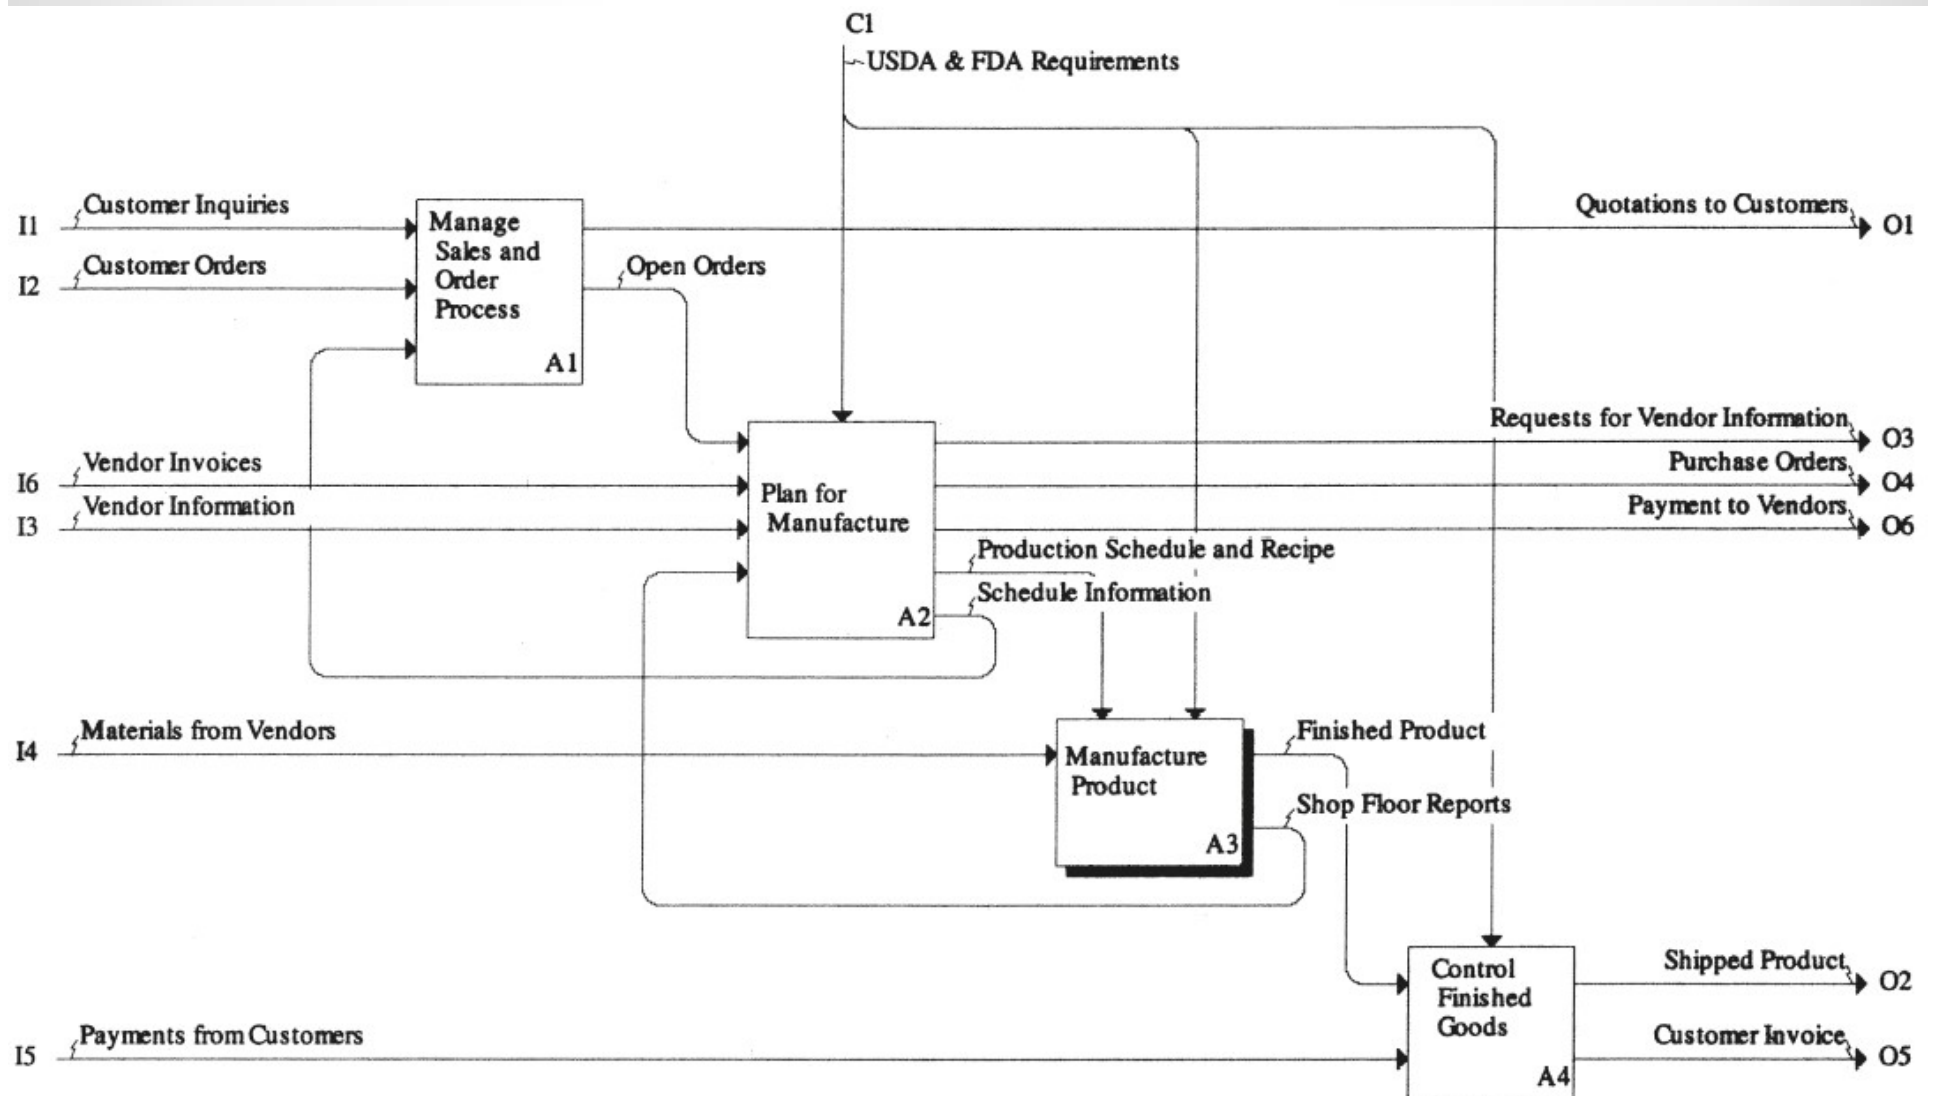 C1
USDA & FDA Requirements
I1
Customer Inquiries
Manage
Sales and
Order
Process
A1
Quotations to Customers
O1
I2
Customer Orders
Open Orders
Requests for Vendor Information
O3
I6
Vendor Invoices
Plan for
Manufacture
A2
Purchase Orders
O4
I3
Vendor Information
Payment to Vendors
O6
Production Schedule and Recipe
Schedule Information
I4
Materials from Vendors
Manufacture
Product
A3
Finished Product
Shop Floor Reports
Control
Finished
Goods
A4
Shipped Product
O2
I5
Payments from Customers
Customer Invoice
O5